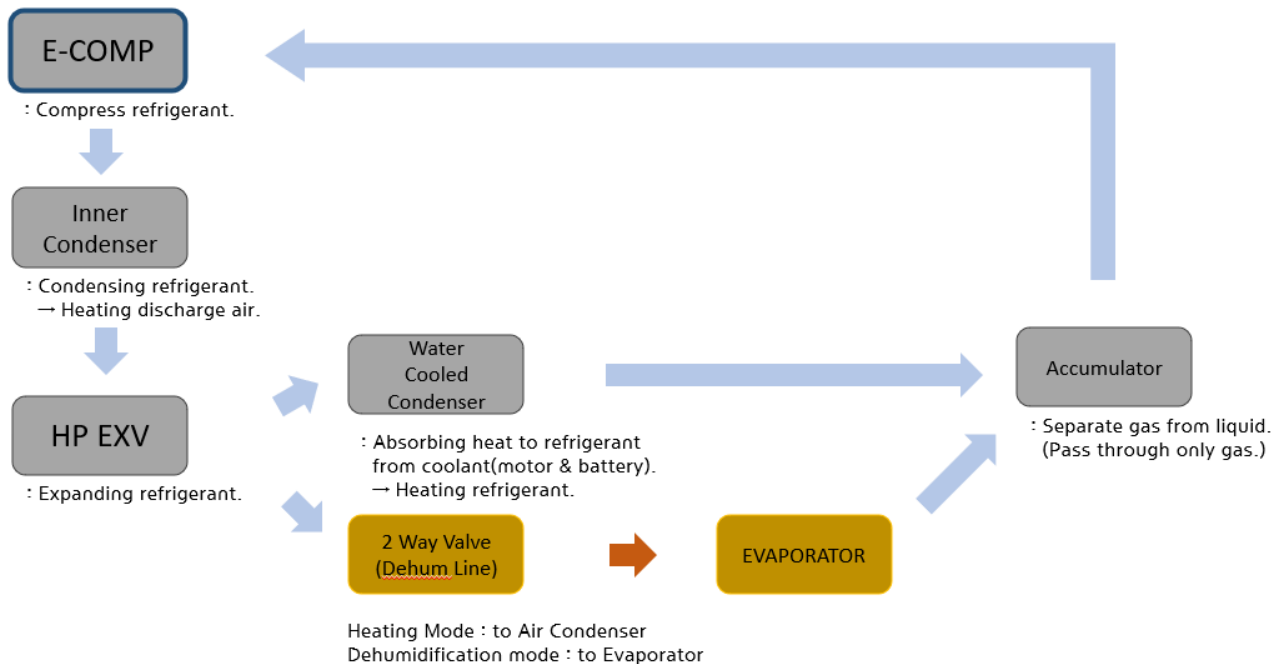 E-COMP
: Compress refrigerant.
Inner
Condenser
: Condensing refrigerant.
→ Heating discharge air.
HP EXV
: Expanding refrigerant.
Water
Cooled
Condenser
: Absorbing heat to refrigerant
from coolant(motor & battery).
→ Heating refrigerant.
2 Way Valve
(Dehum Line)
Heating Mode : to Air Condenser
Dehumidification mode : to Evaporator
EVAPORATOR
Accumulator
: Separate gas from liquid.
(Pass through only gas.)